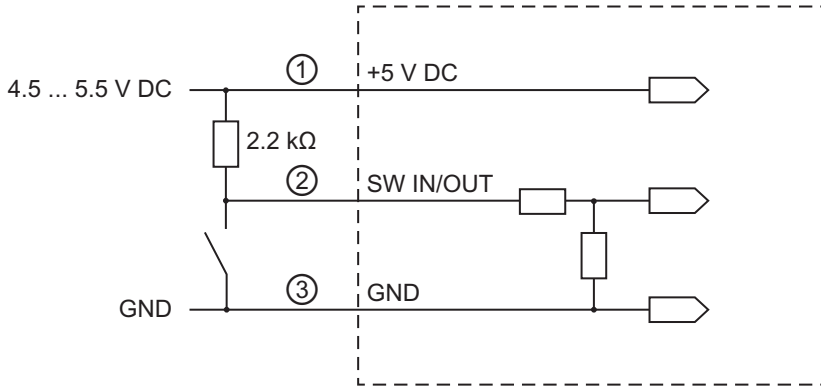 ① +5 V DC
4.5 ... 5.5 V DC
2.2 kΩ
② SW IN/OUT
③ GND
GND